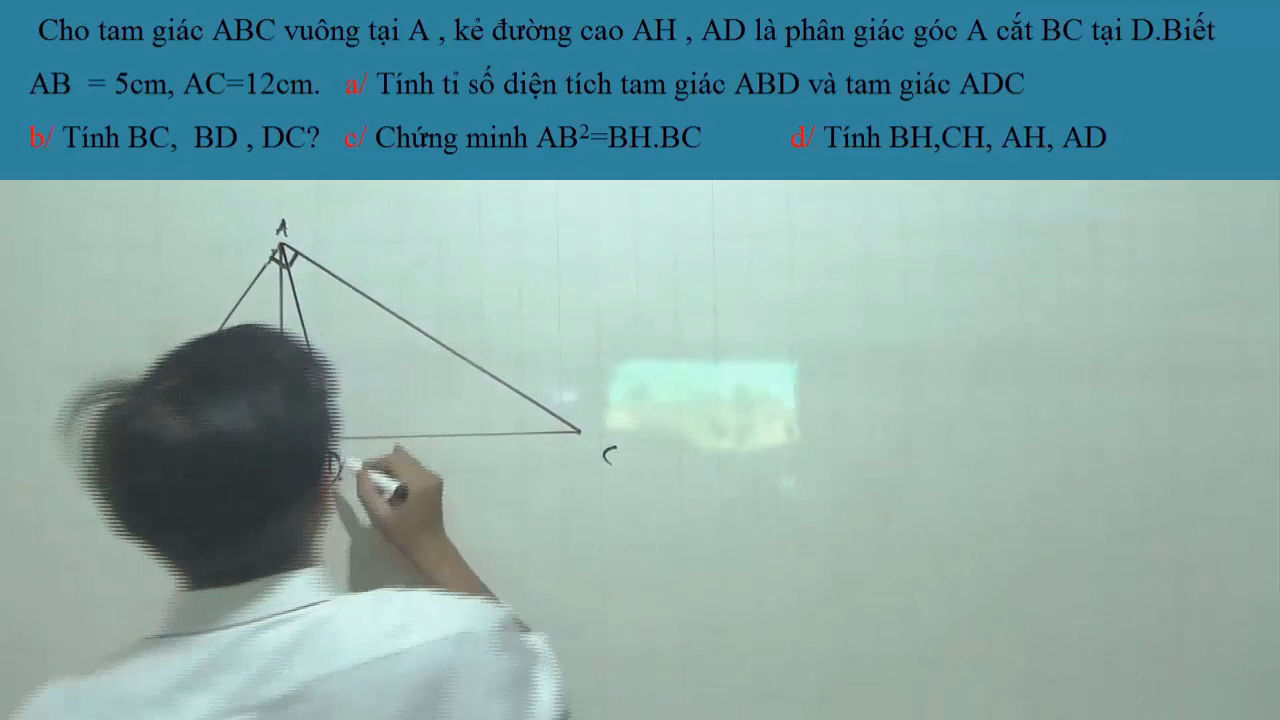 Cho tam giác ABC vuông tại A , kẻ đường cao AH , AD là phân giác góc A cắt BC tại D.Biết
AB = 5cm, AC=12cm. a/ Tính tỉ số diện tích tam giác ABD và tam giác ADC
b/ Tính BC, BD , DC? c/ Chứng minh AB²=BH.BC d/ Tính BH,CH, AH, AD
A
C